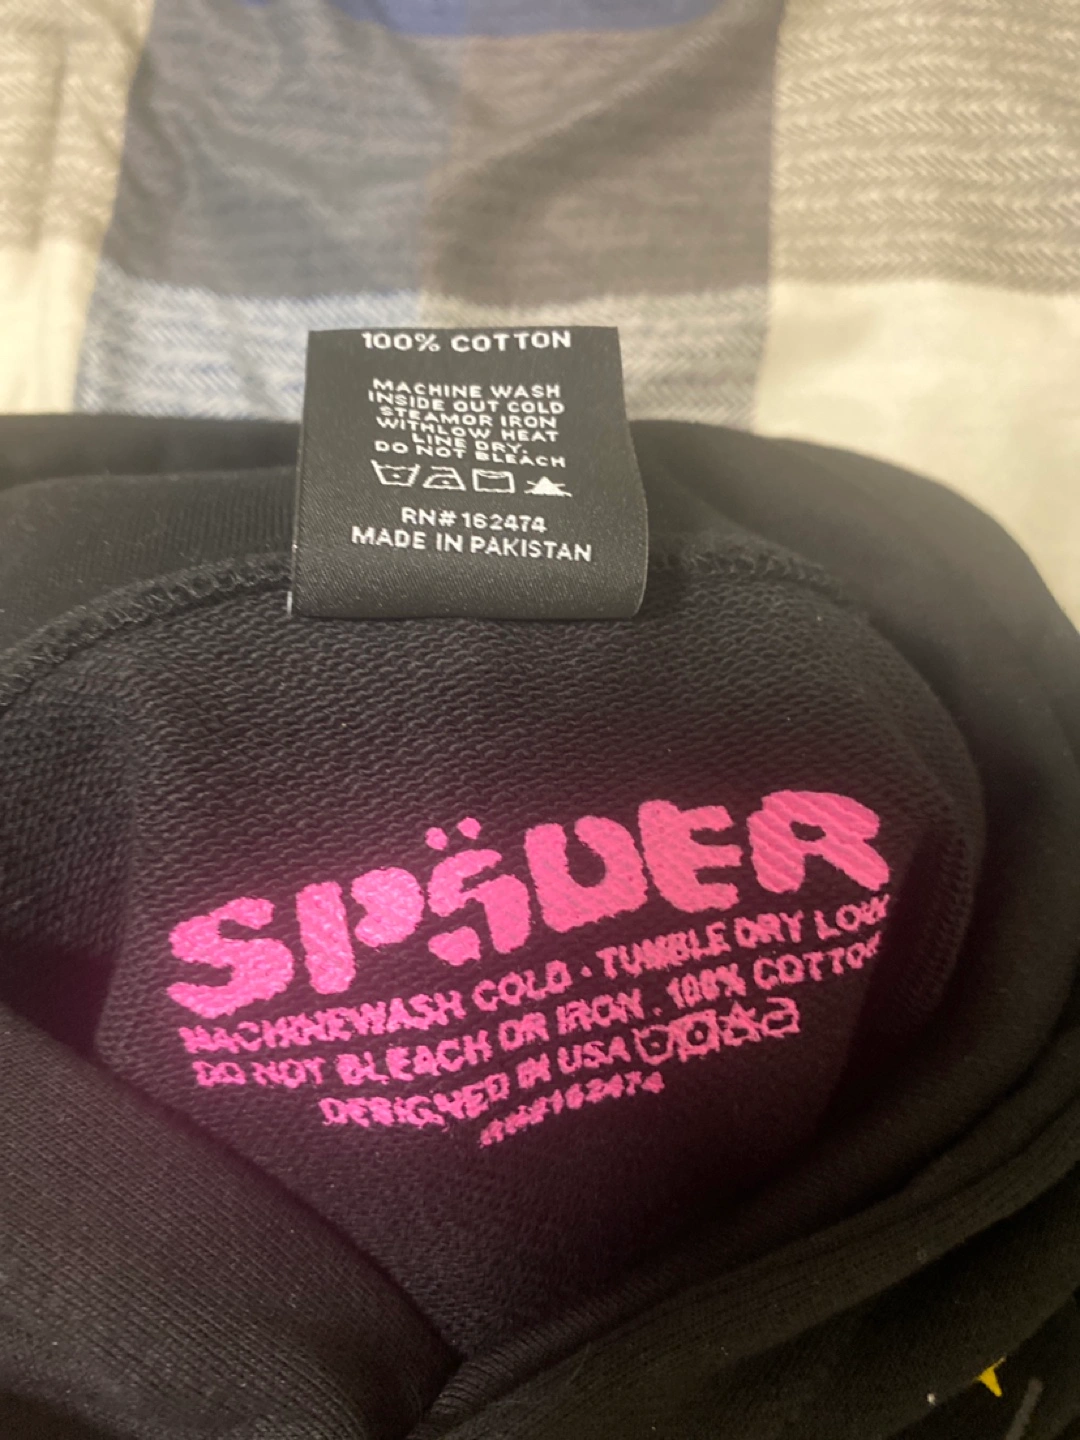 100% COTTON
MACHINE WASH
INSIDE OUT COLD
STEAMOR IRON
WITHLOW HEAT
LINE DRY.
DO NOT BLEACH
RN# 162474
MADE IN PAKISTAN
SP5DER
MACHINEWASH COLD · TUMBLE DRY LOW
DO NOT BLEACH OR IRON . 100% COTTON
DESIGNED IN USA
RN#162474